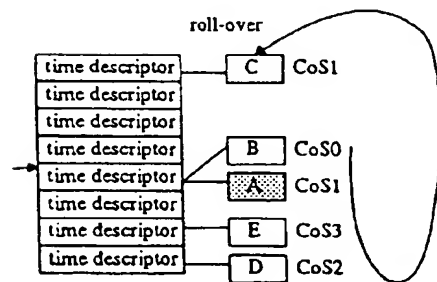 roll-over
time descriptor C CoS1
time descriptor
time descriptor
time descriptor B CoS0
time descriptor A CoS1
time descriptor
time descriptor E CoS3
time descriptor D CoS2